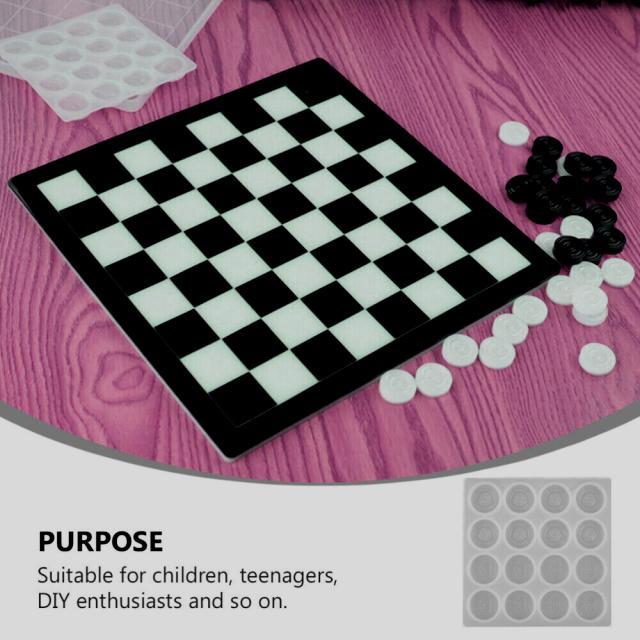 PURPOSE
Suitable for children, teenagers,
DIY enthusiasts and so on.